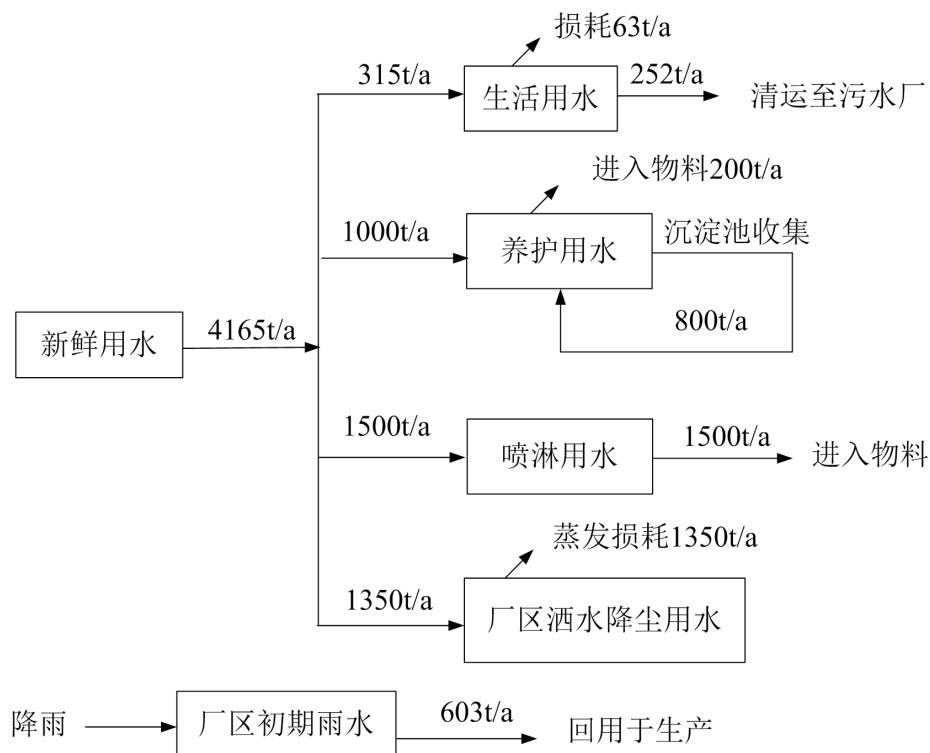 损耗63t/a
315t/a
生活用水
252t/a
清运至污水厂
进入物料200t/a
1000t/a
养护用水
沉淀池收集
800t/a
新鲜用水
4165t/a
1500t/a
喷淋用水
1500t/a
进入物料
蒸发损耗1350t/a
1350t/a
厂区洒水降尘用水
降雨
厂区初期雨水
603t/a
回用于生产